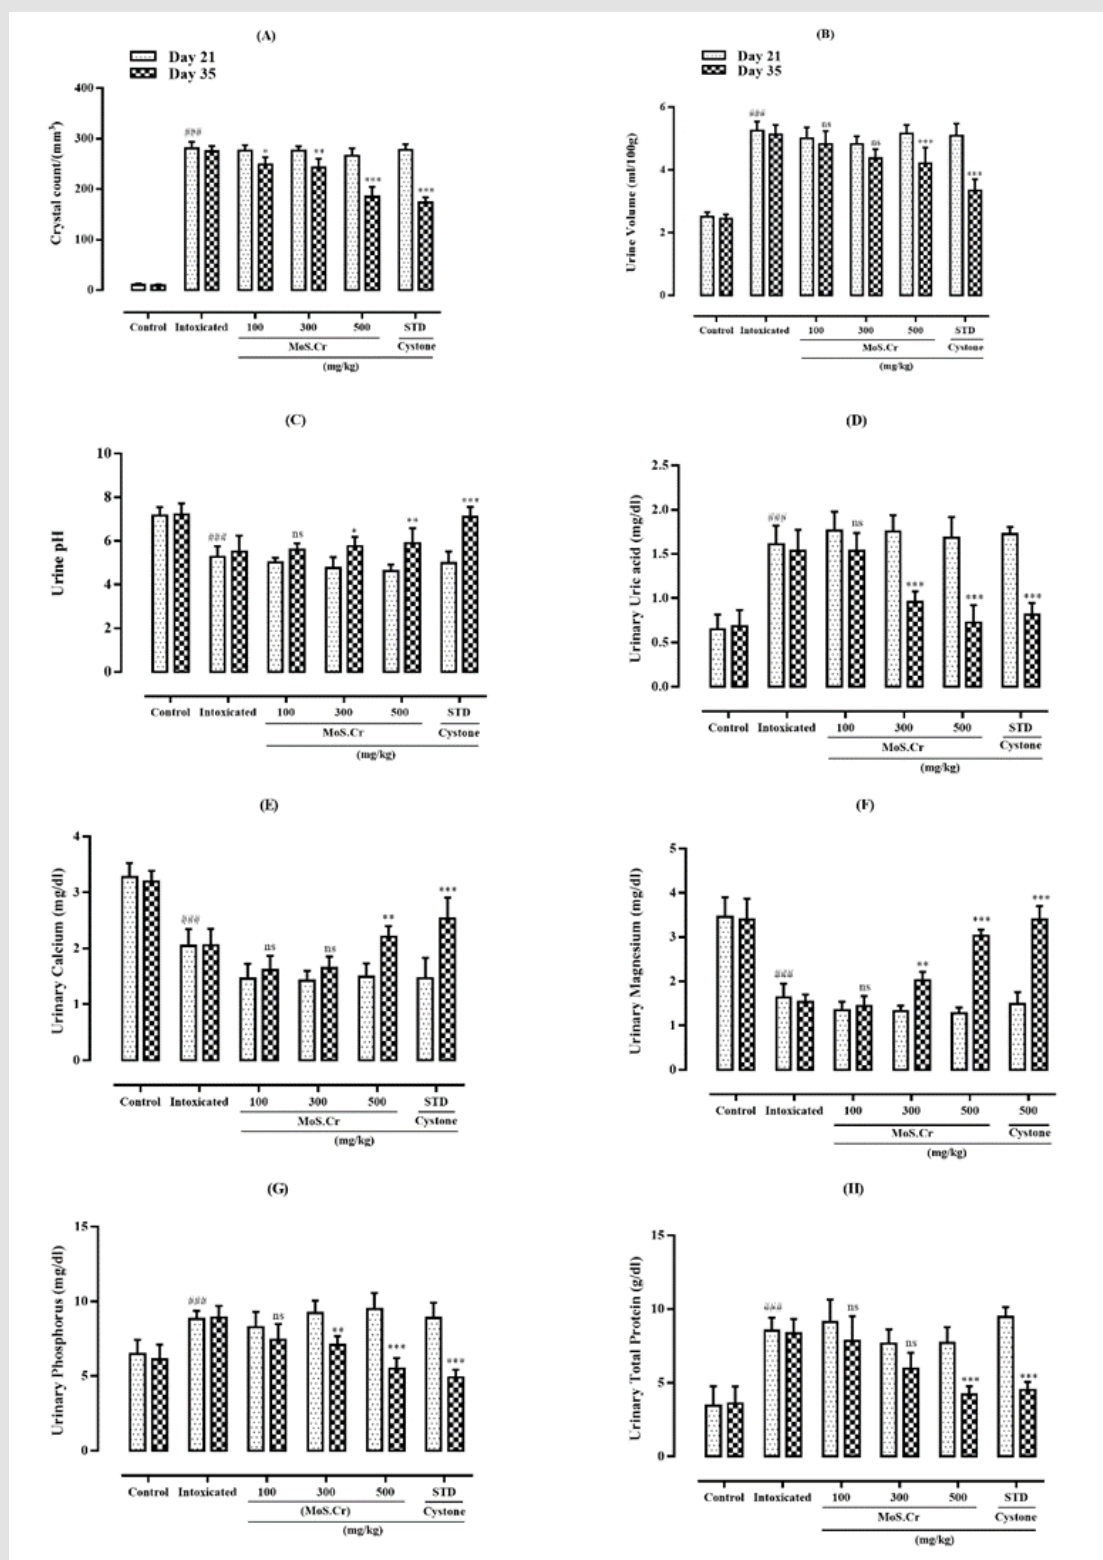 (A)
Day 21
Day 35
Crystal count/(mm³)
400
300
200
100
0
###
*
**
***
***
Control Intoxicated 100 300 500 STD
MoS.Cr Cystone
(mg/kg)
(B)
Day 21
Day 35
Urine Volume (ml/100g)
6
4
2
0
###
ns
ns
***
***
Control Intoxicated 100 300 500 STD
MoS.Cr Cystone
(mg/kg)
(C)
Urine pH
10
8
6
4
2
0
###
ns
*
**
***
Control Intoxicated 100 300 500 STD
MoS.Cr Cystone
(mg/kg)
(D)
Urinary Uric acid (mg/dl)
2.5
2.0
1.5
1.0
0.5
0.0
###
ns
***
***
***
Control Intoxicated 100 300 500 STD
MoS.Cr Cystone
(mg/kg)
(E)
Urinary Calcium (mg/dl)
4
3
2
1
0
###
ns
ns
**
***
Control Intoxicated 100 300 500 STD
MoS.Cr Cystone
(mg/kg)
(F)
Urinary Magnesium (mg/dl)
5
4
3
2
1
0
###
ns
**
***
***
Control Intoxicated 100 300 500 500
MoS.Cr Cystone
(mg/kg)
(G)
Urinary Phosphorus (mg/dl)
15
10
5
0
###
ns
**
***
***
Control Intoxicated 100 300 500 STD
(MoS.Cr) Cystone
(mg/kg)
(H)
Urinary Total Protein (g/dl)
15
10
5
0
###
ns
ns
***
***
Control Intoxicated 100 300 500 STD
MoS.Cr Cystone
(mg/kg)